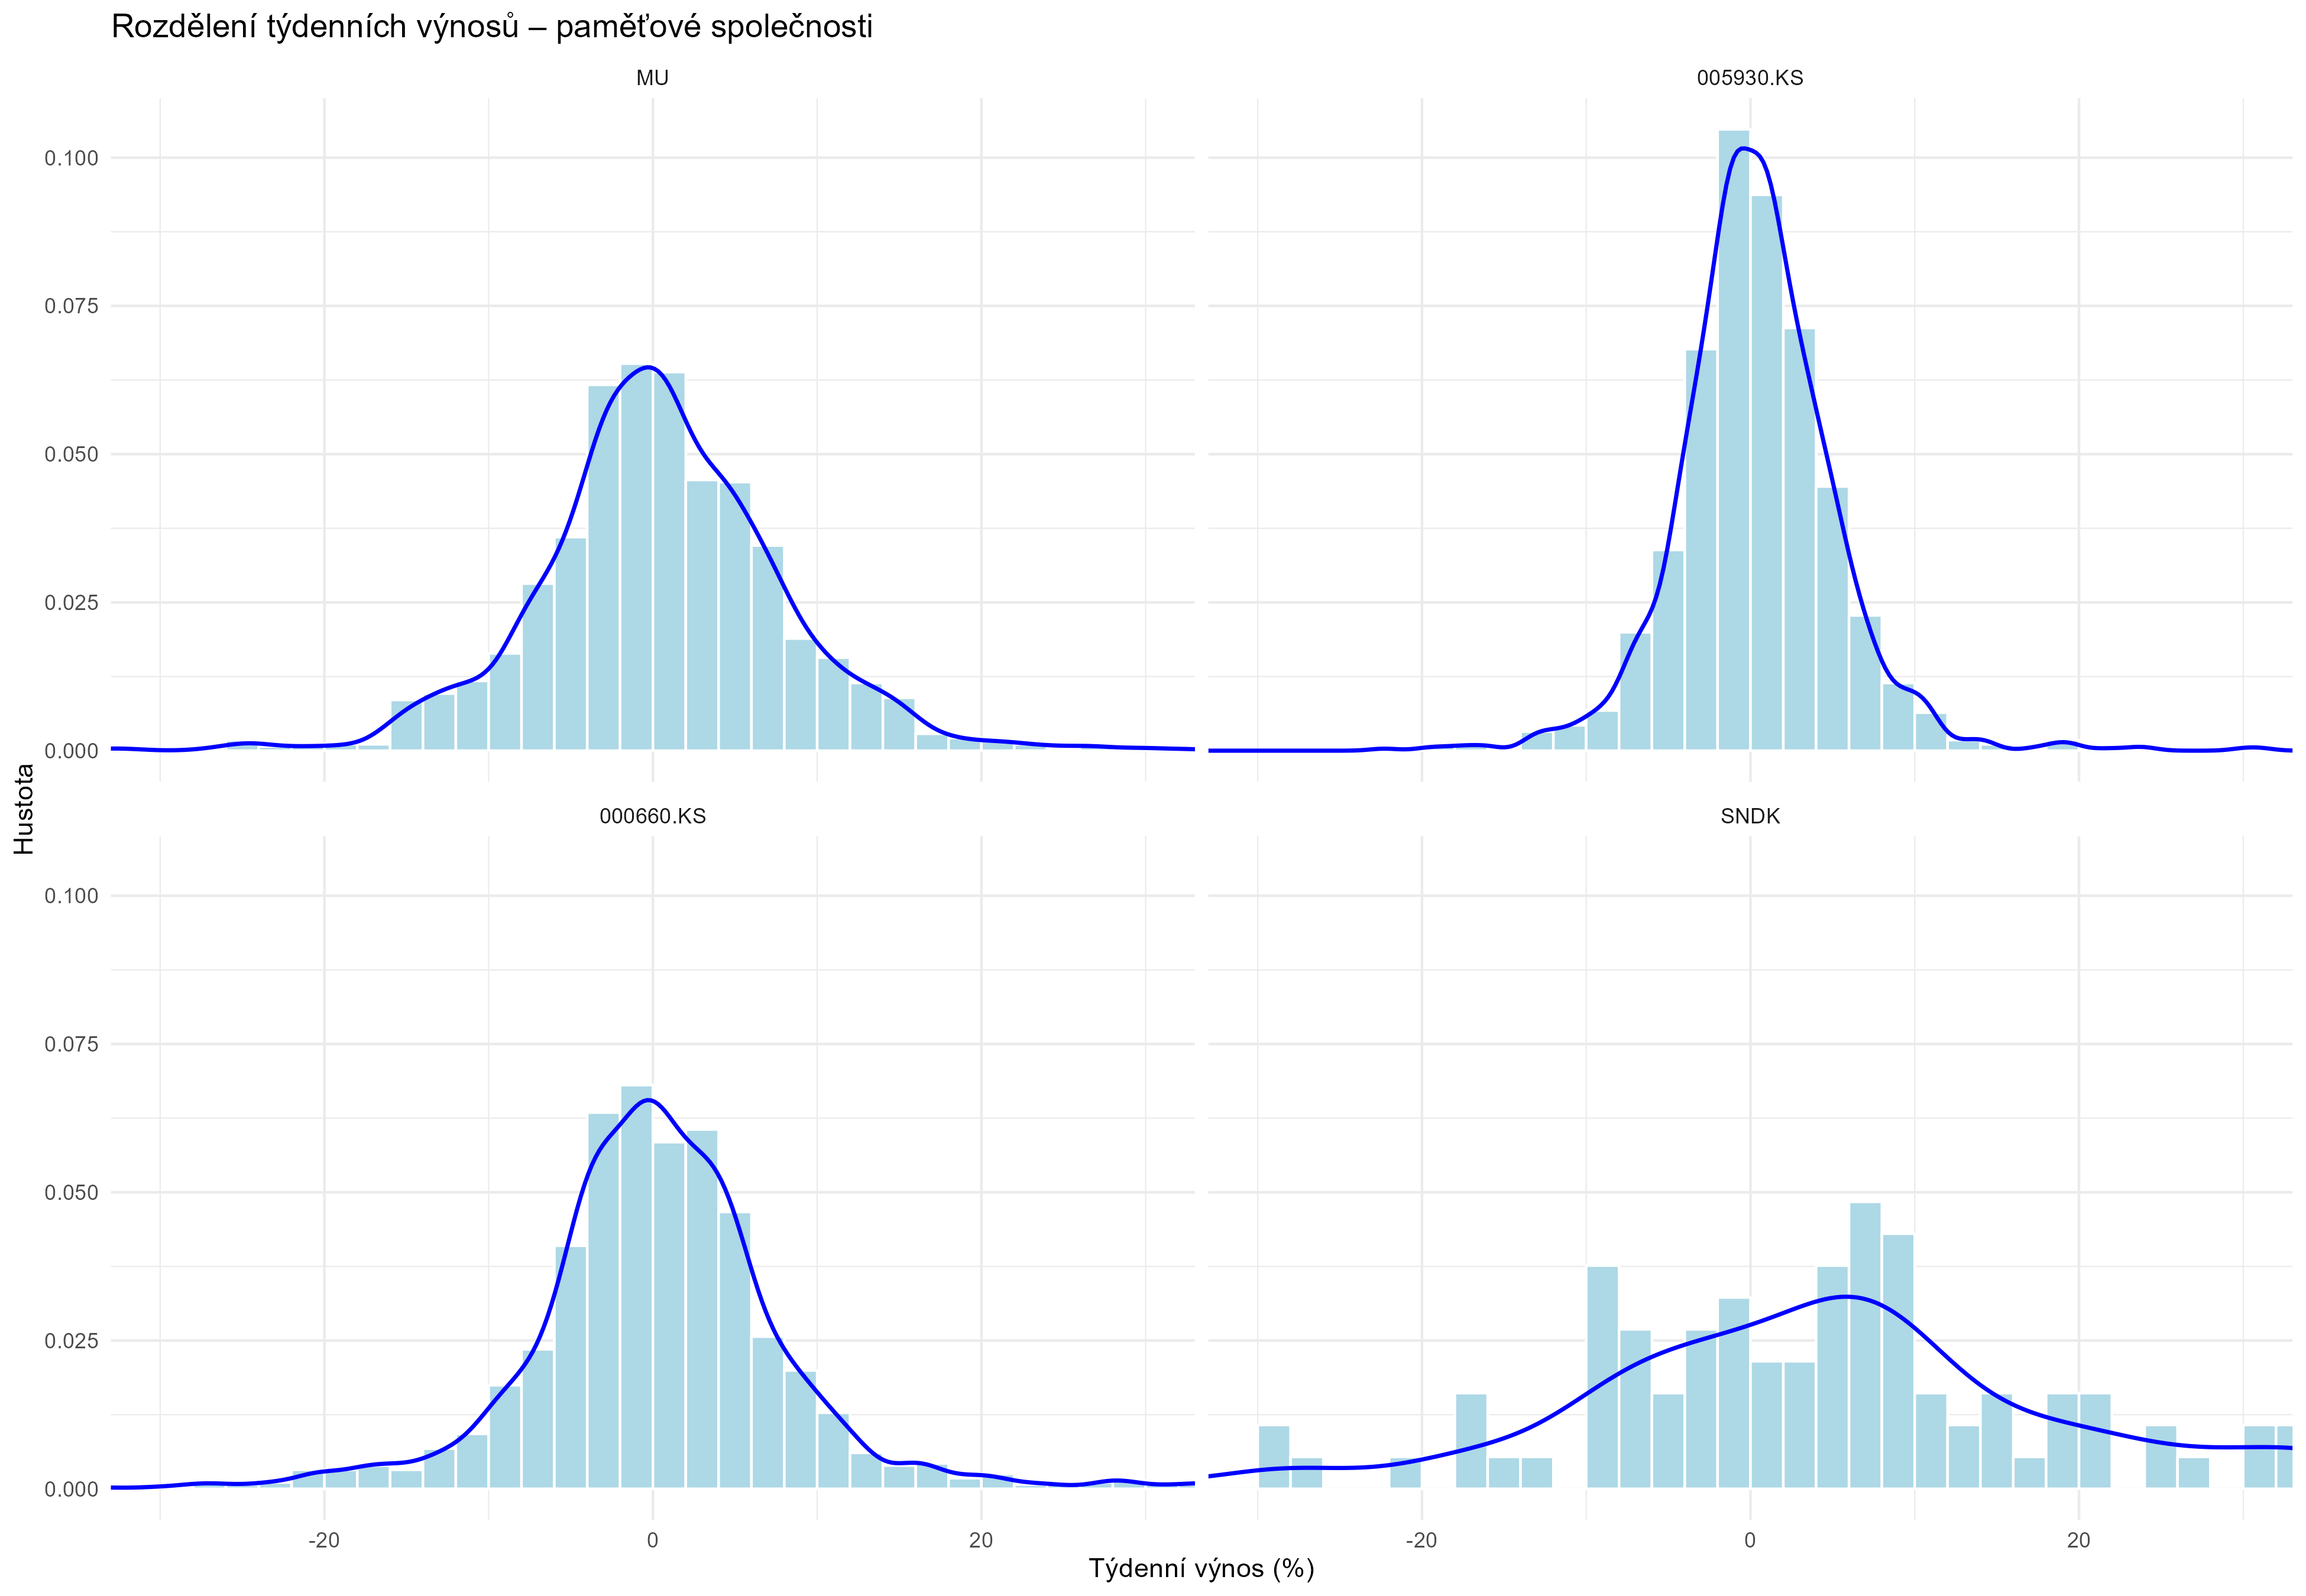 Rozdělení týdenních výnosů – paměťové společnosti
MU
005930.KS
0.100
0.075
0.050
0.025
0.000
Hustota
000660.KS
SNDK
0.100
0.075
0.050
0.025
0.000
-20
0
20
-20
0
20
Týdenní výnos (%)